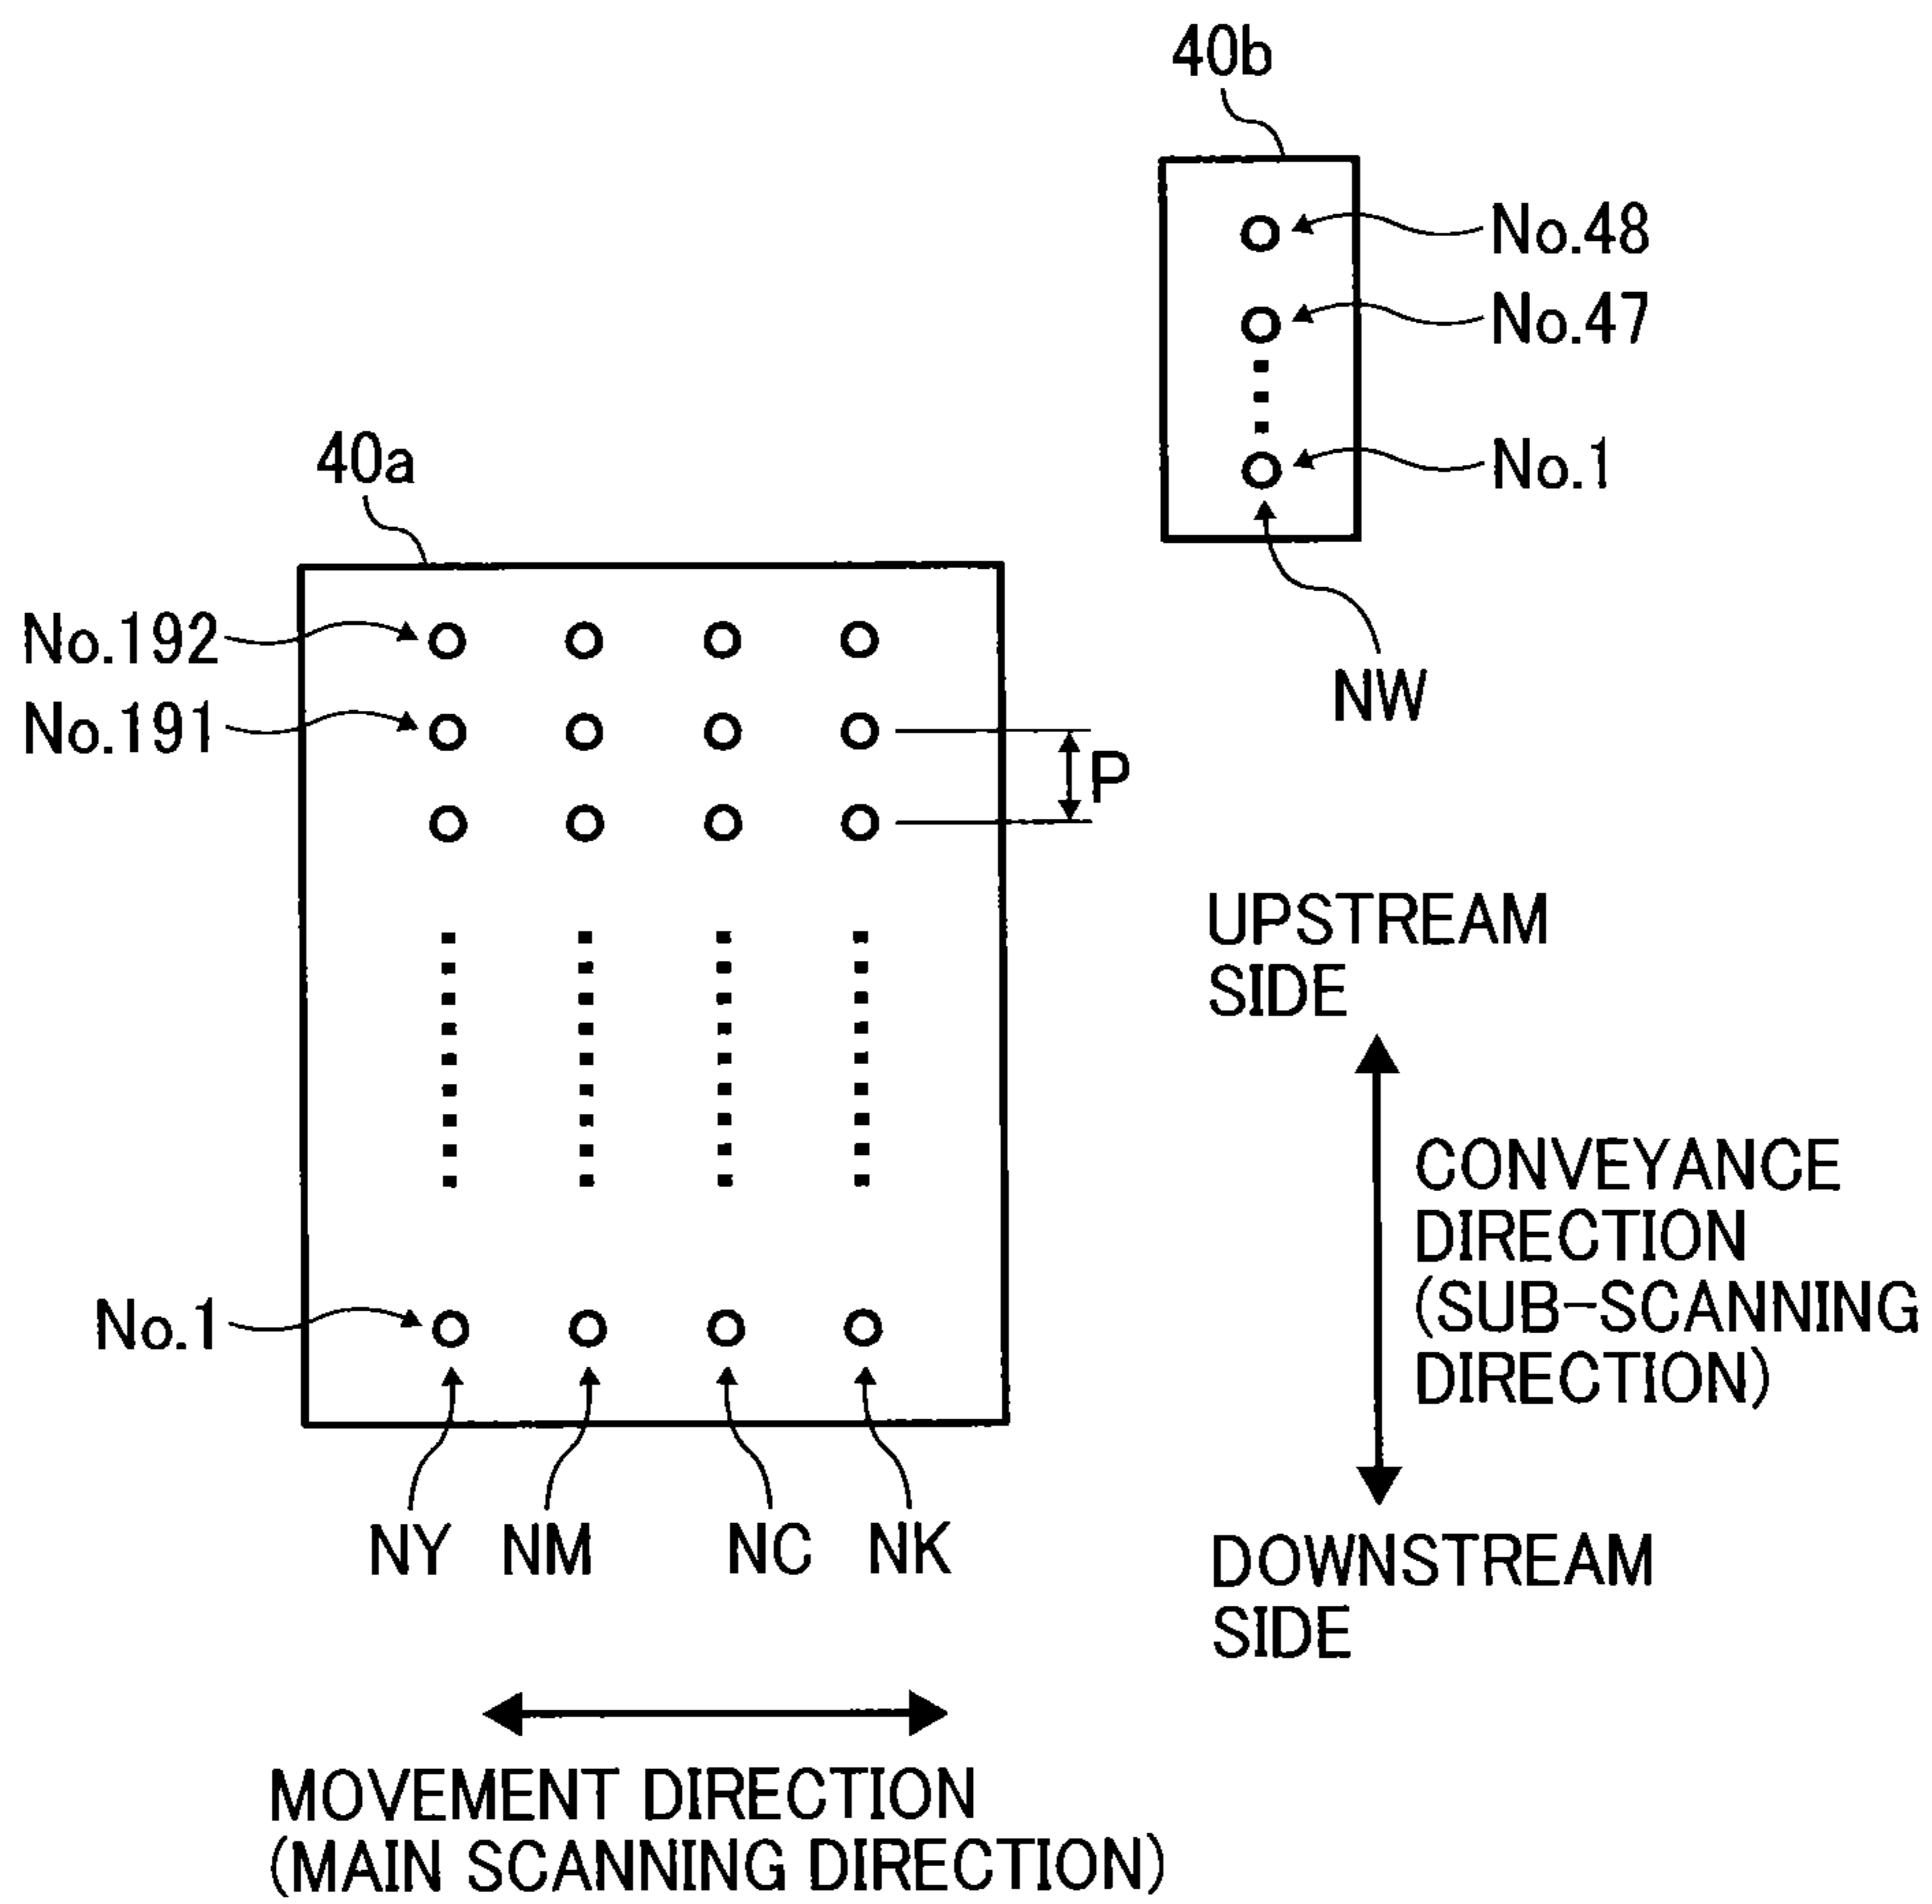 40b
No.48
No.47
No.1
NW
40a
No.192
No.191
P
No.1
NY NM NC NK
UPSTREAM
SIDE
CONVEYANCE
DIRECTION
(SUB-SCANNING
DIRECTION)
DOWNSTREAM
SIDE
MOVEMENT DIRECTION
(MAIN SCANNING DIRECTION)